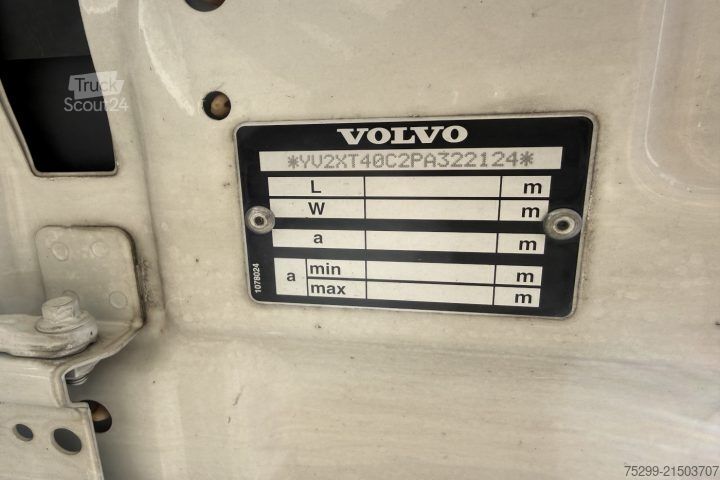 Truck
Scout24
VOLVO
*YV2XT40C2PA322124*
L m
W m
a m
a min m
max m
1078024
75299-21503707